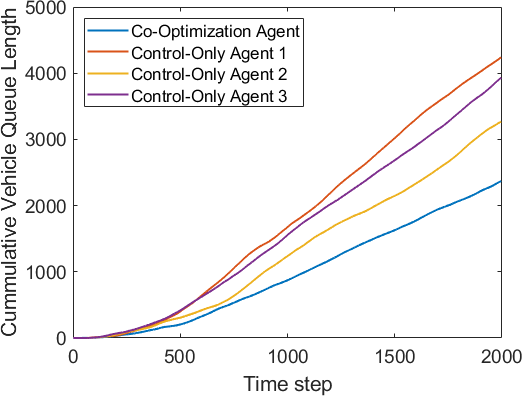 5000
4000
3000
2000
1000
0
Cummulative Vehicle Queue Length
Co-Optimization Agent
Control-Only Agent 1
Control-Only Agent 2
Control-Only Agent 3
0 500 1000 1500 2000
Time step